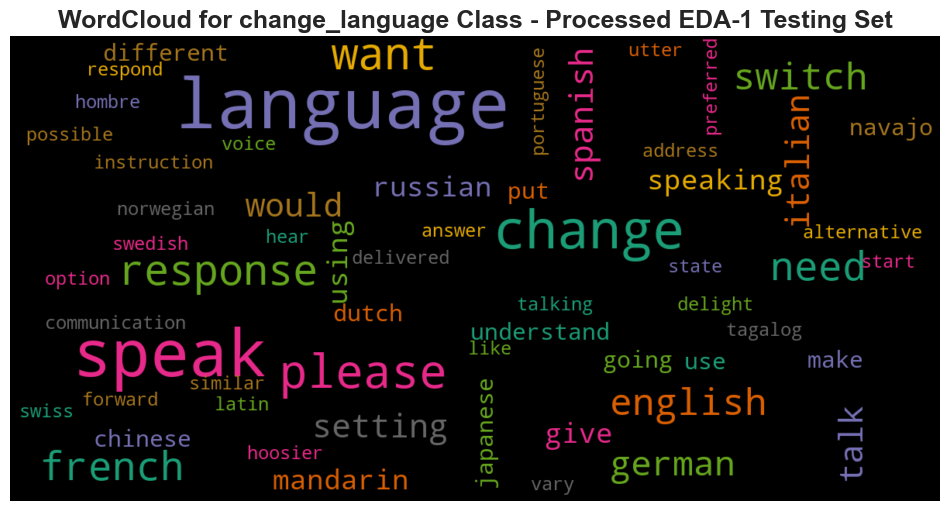 WordCloud for change_language Class - Processed EDA-1 Testing Set
different
want
utter
respond
language
hombre
portuguese
spanish
preferred
switch
possible
voice
instruction
italian
navajo
address
russian
put
speaking
norwegian
would
using
change
answer
alternative
swedish
hear
delivered
response
option
state
need
start
dutch
talking
delight
communication
understand
tagalog
speak
please
like
going
use
make
similar
swiss
forward
latin
japanese
english
talk
setting
chinese
give
french
hoosier
mandarin
german
vary